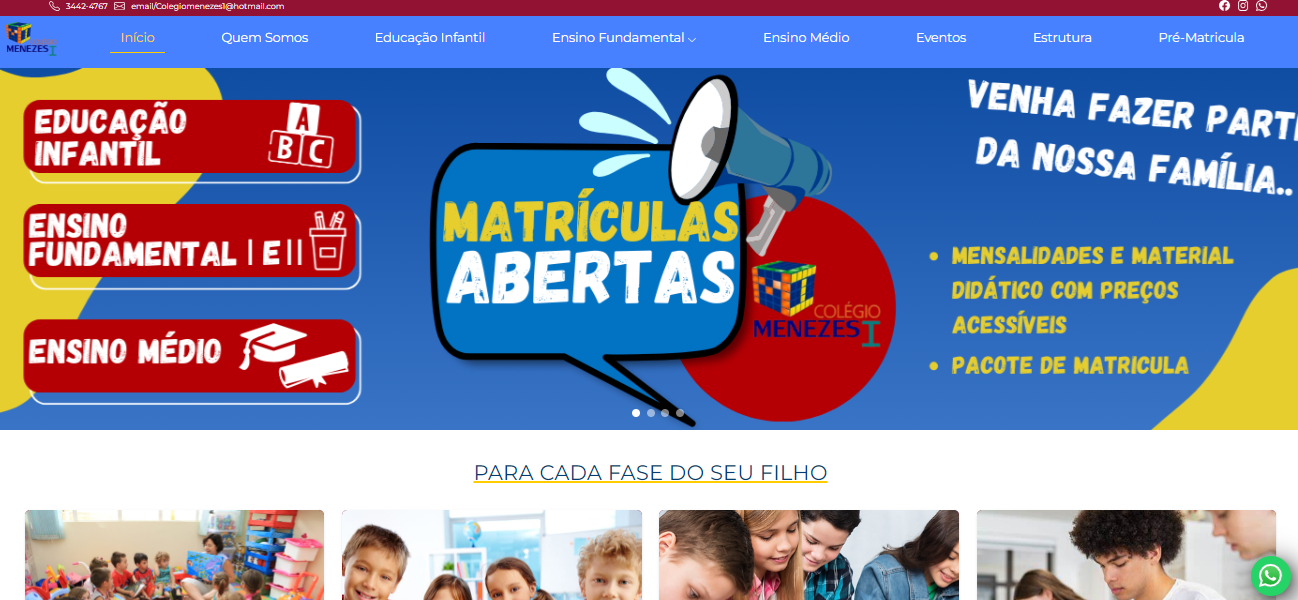 3442-4767 email/Colegiomenezes1@hotmail.com
MENEZES I
Início Quem Somos Educação Infantil Ensino Fundamental Ensino Médio Eventos Estrutura Pré-Matricula
EDUCAÇÃO
INFANTIL
A
B C
ENSINO
FUNDAMENTAL I E II
ENSINO MÉDIO
MATRÍCULAS
ABERTAS
COLÉGIO
MENEZES I
VENHA FAZER PARTE
DA NOSSA FAMÍLIA..
• MENSALIDADES E MATERIAL
DIDÁTICO COM PREÇOS
ACESSÍVEIS
• PACOTE DE MATRICULA
PARA CADA FASE DO SEU FILHO